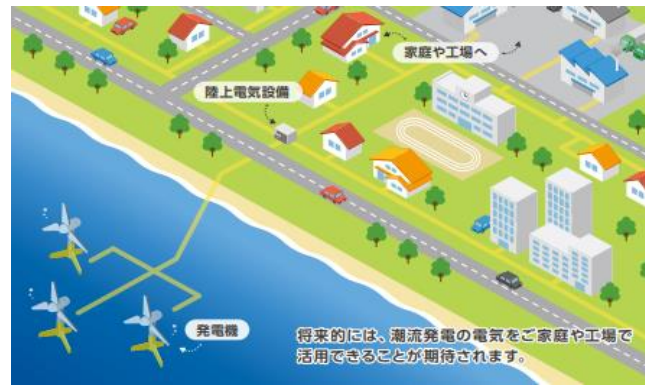 家庭や工場へ
陸上電気設備
発電機
将来的には、潮流発電の電気をご家庭や工場で
活用できることが期待されます。